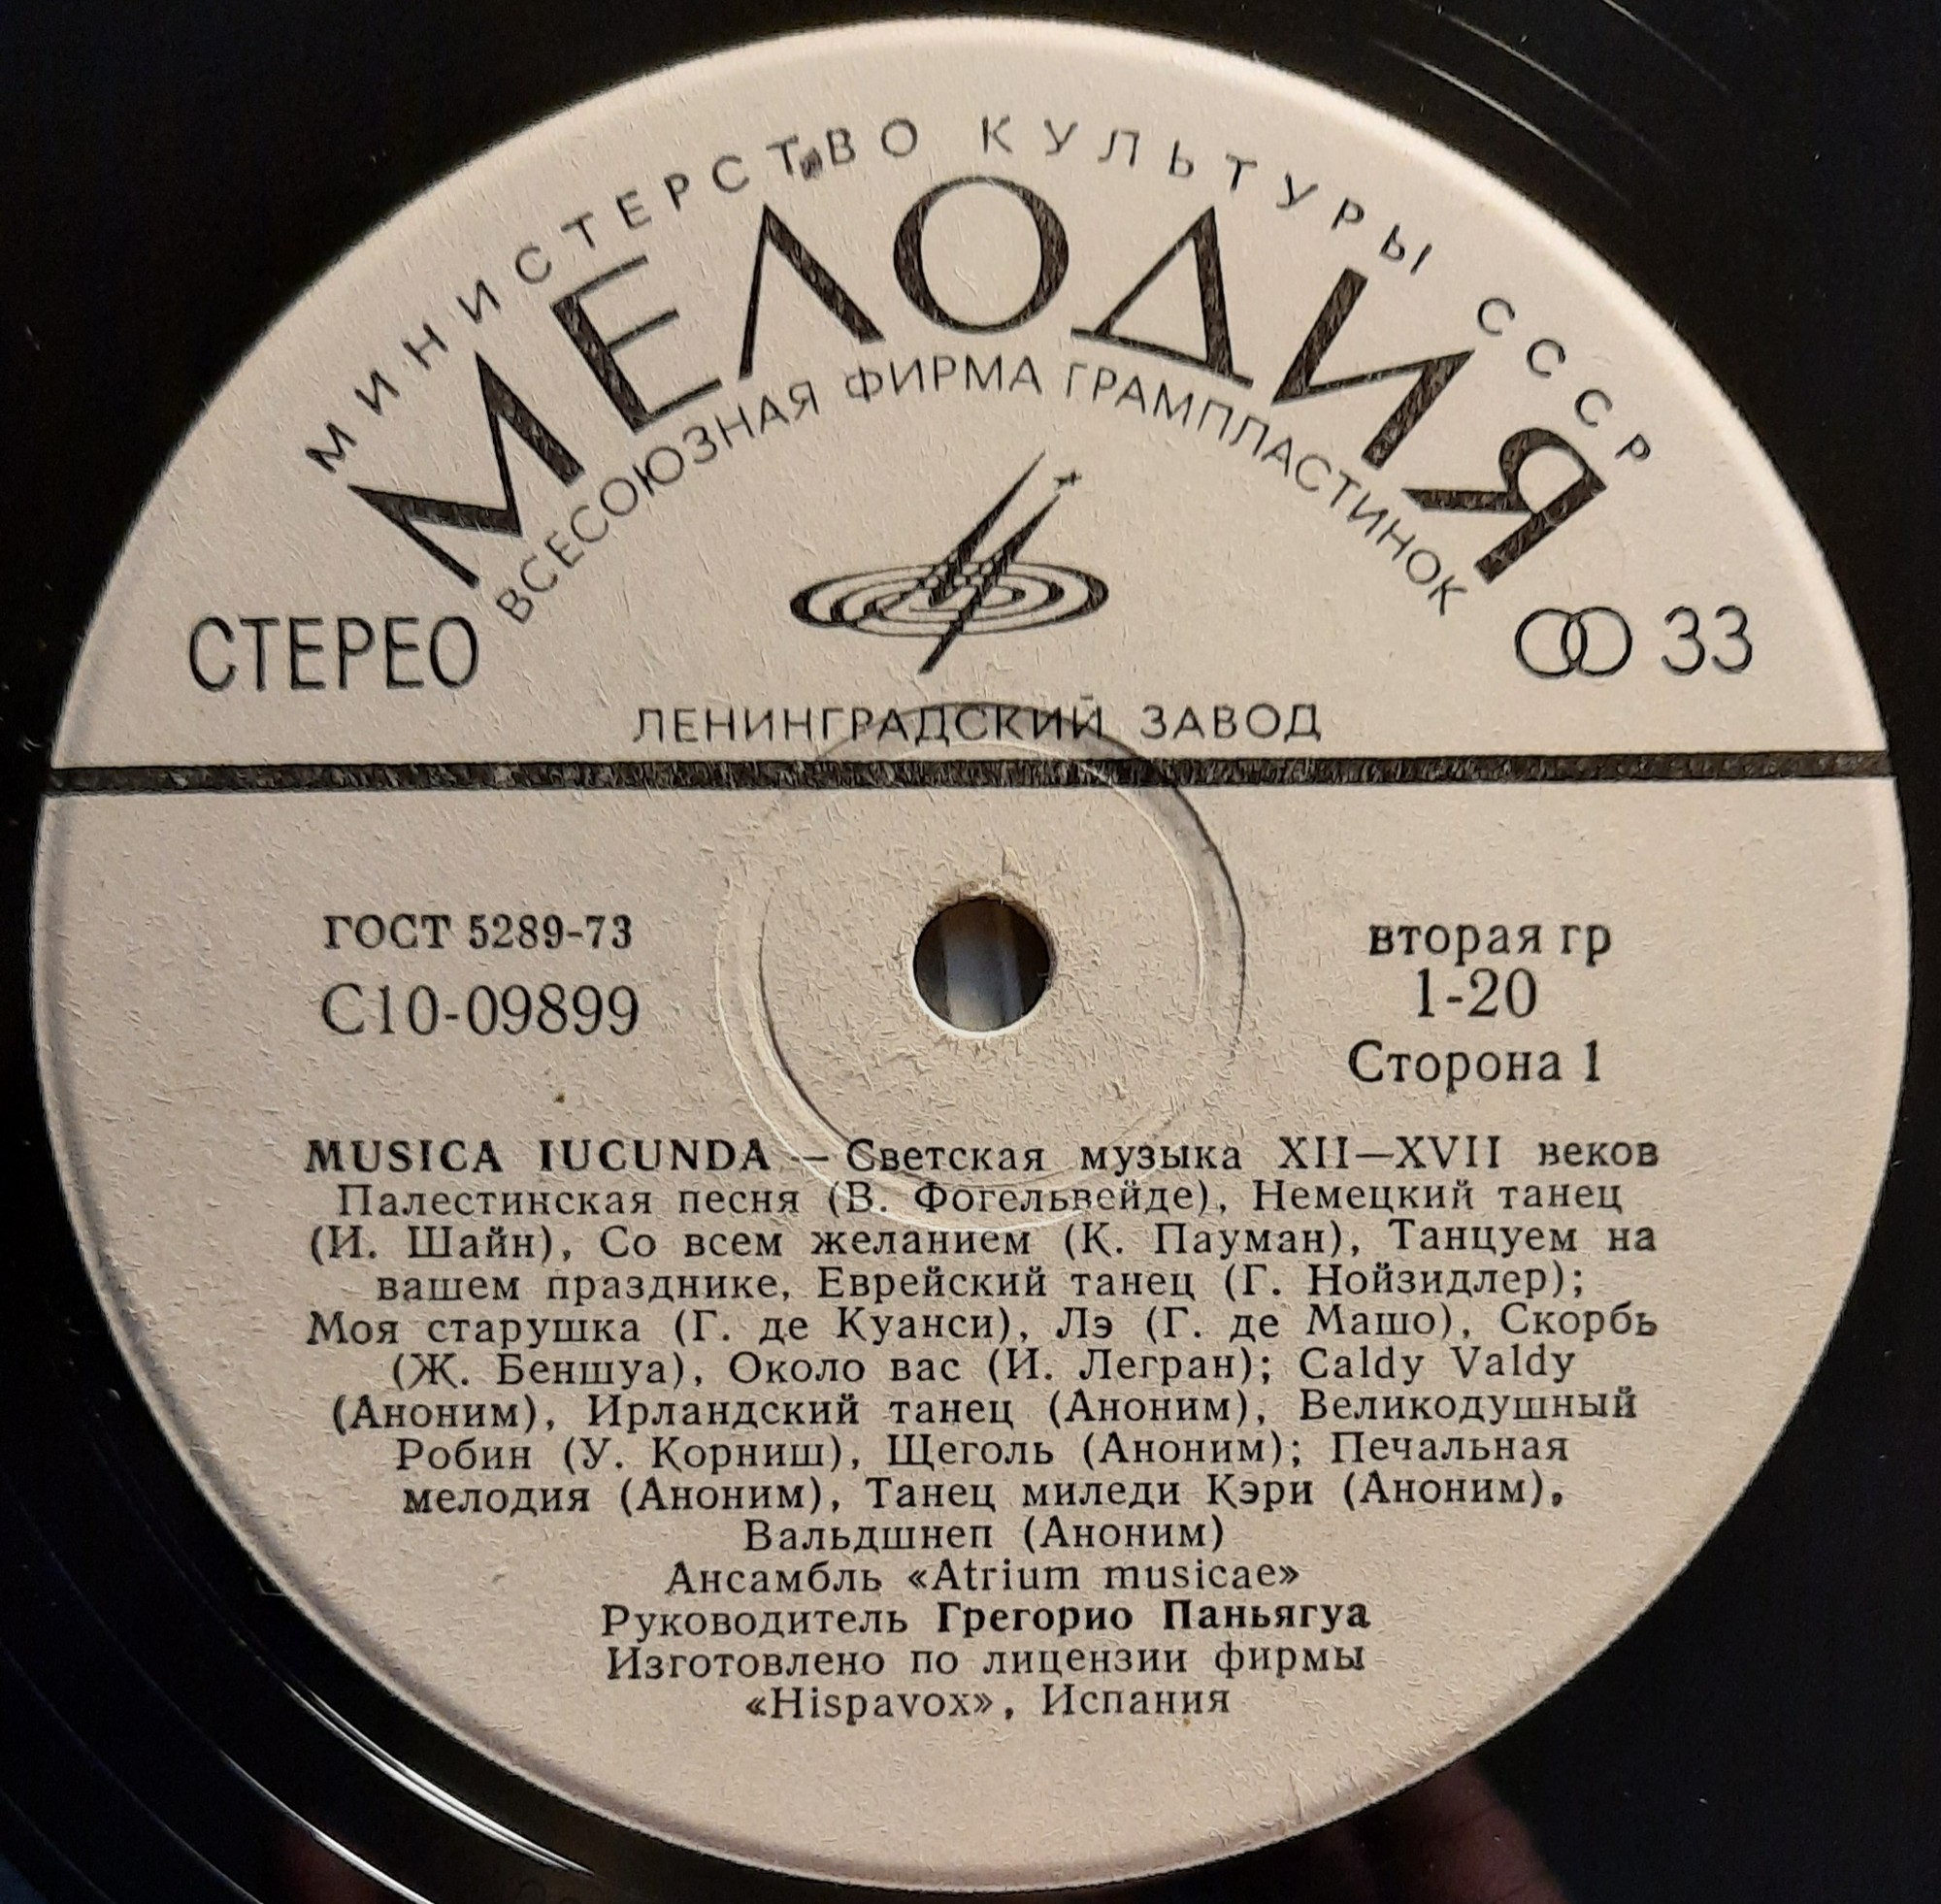 МИНИСТЕРСТВО КУЛЬТУРЫ СССР
МЕЛОДИЯ
ВСЕСОЮЗНАЯ ФИРМА ГРАМПЛАСТИНОК
СТЕРЕО
33
ЛЕНИНГРАДСКИЙ ЗАВОД
ГОСТ 5289-73
С10-09899
вторая гр
1-20
Сторона 1
MUSICA IUCUNDA — Светская музыка XII—XVII веков
Палестинская песня (В. Фогельвейде), Немецкий танец
(И. Шайн), Со всем желанием (К. Пауман), Танцуем на
вашем празднике, Еврейский танец (Г. Нойзидлер);
Моя старушка (Г. де Куанси), Лэ (Г. де Машо), Скорбь
(Ж. Беншуа), Около вас (И. Легран); Caldy Valdy
(Аноним), Ирландский танец (Аноним), Великодушный
Робин (У. Корниш), Щеголь (Аноним); Печальная
мелодия (Аноним), Танец миледи Кэри (Аноним),
Вальдшнеп (Аноним)
Ансамбль «Atrium musicae»
Руководитель Грегорио Паньягуа
Изготовлено по лицензии фирмы
«Hispavox», Испания